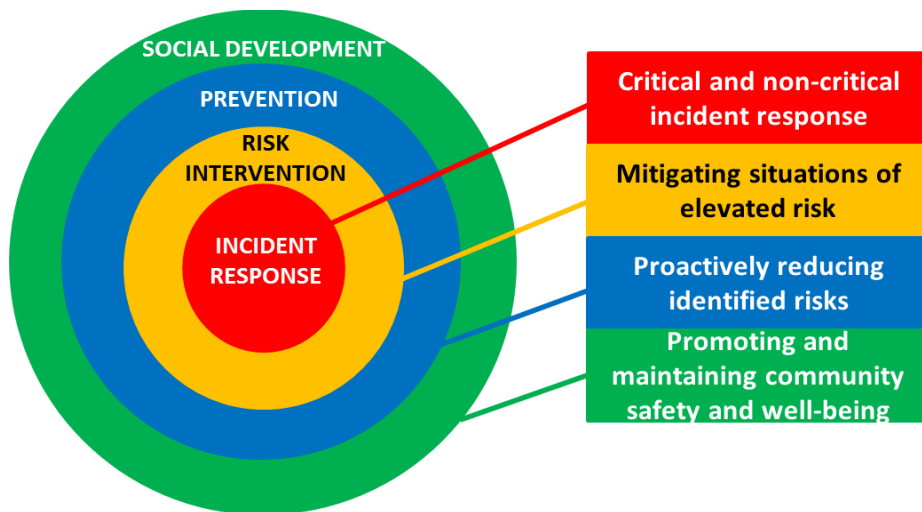 SOCIAL DEVELOPMENT
PREVENTION
RISK
INTERVENTION
INCIDENT
RESPONSE
Critical and non-critical
incident response
Mitigating situations of
elevated risk
Proactively reducing
identified risks
Promoting and
maintaining community
safety and well-being